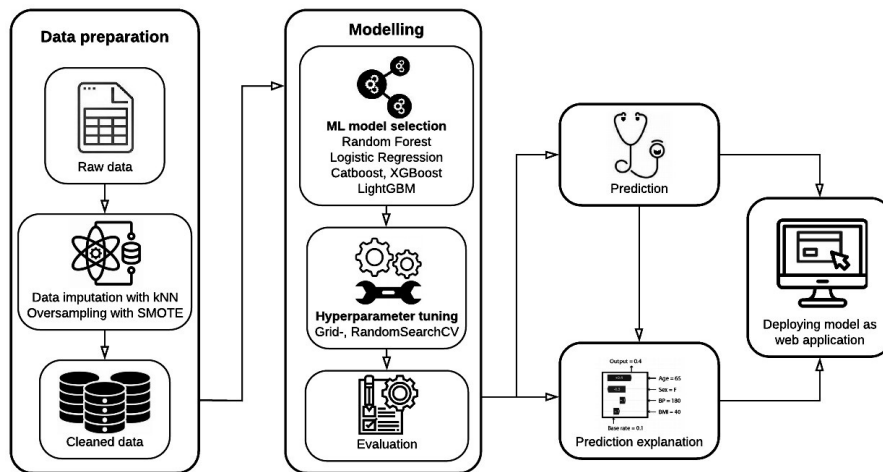 Data preparation
Raw data
Data imputation with kNN
Oversampling with SMOTE
Cleaned data
Modelling
ML model selection
Random Forest
Logistic Regression
Catboost, XGBoost
LightGBM
Hyperparameter tuning
Grid-, RandomSearchCV
Evaluation
Prediction
Output = 0.4
Age = 65
Sex = F
BP = 180
BMI = 40
Base rate = 0.1
Prediction explanation
Deploying model as
web application